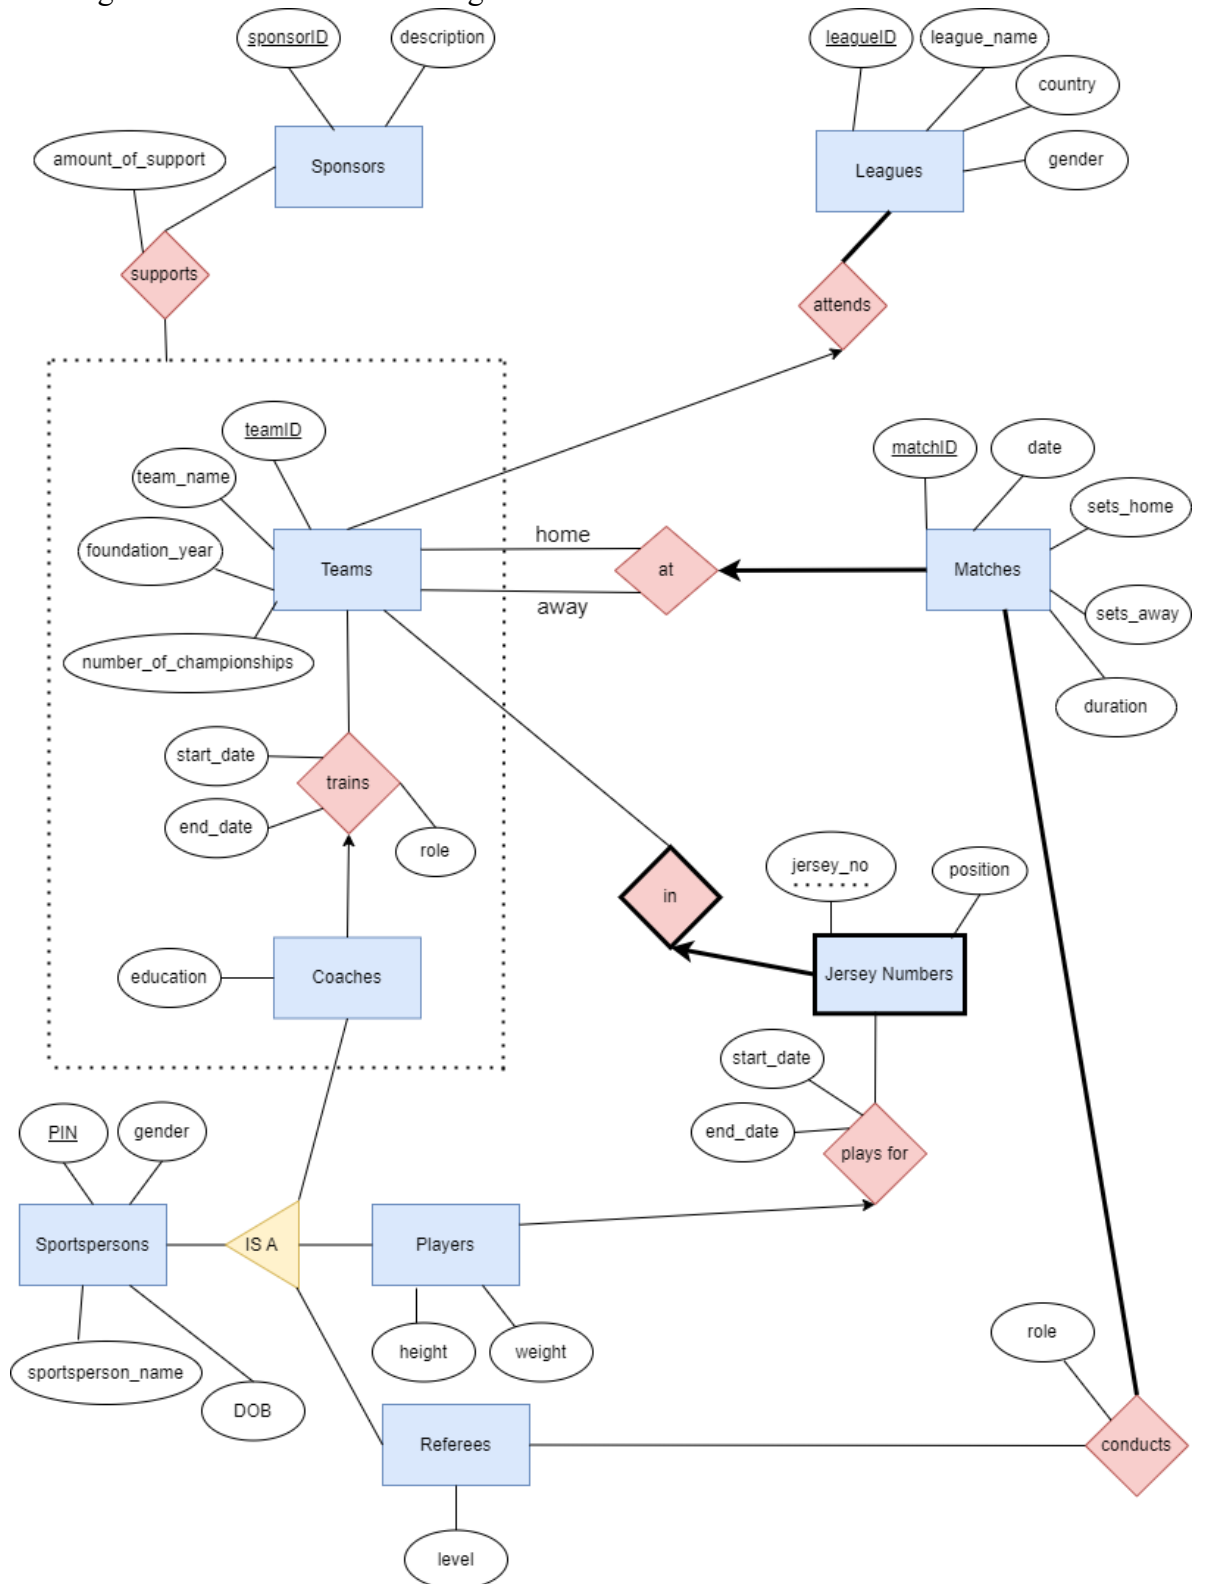 sponsorID
description
leagueID
league_name
country
gender
amount_of_support
Sponsors
Leagues
supports
attends
teamID
team_name
foundation_year
number_of_championships
Teams
home
away
at
matchID
date
sets_home
sets_away
duration
Matches
start_date
end_date
trains
role
in
jersey_no
position
education
Coaches
Jersey Numbers
start_date
end_date
plays for
PIN
gender
Sportspersons
IS A
Players
sportsperson_name
DOB
height
weight
role
Referees
conducts
level